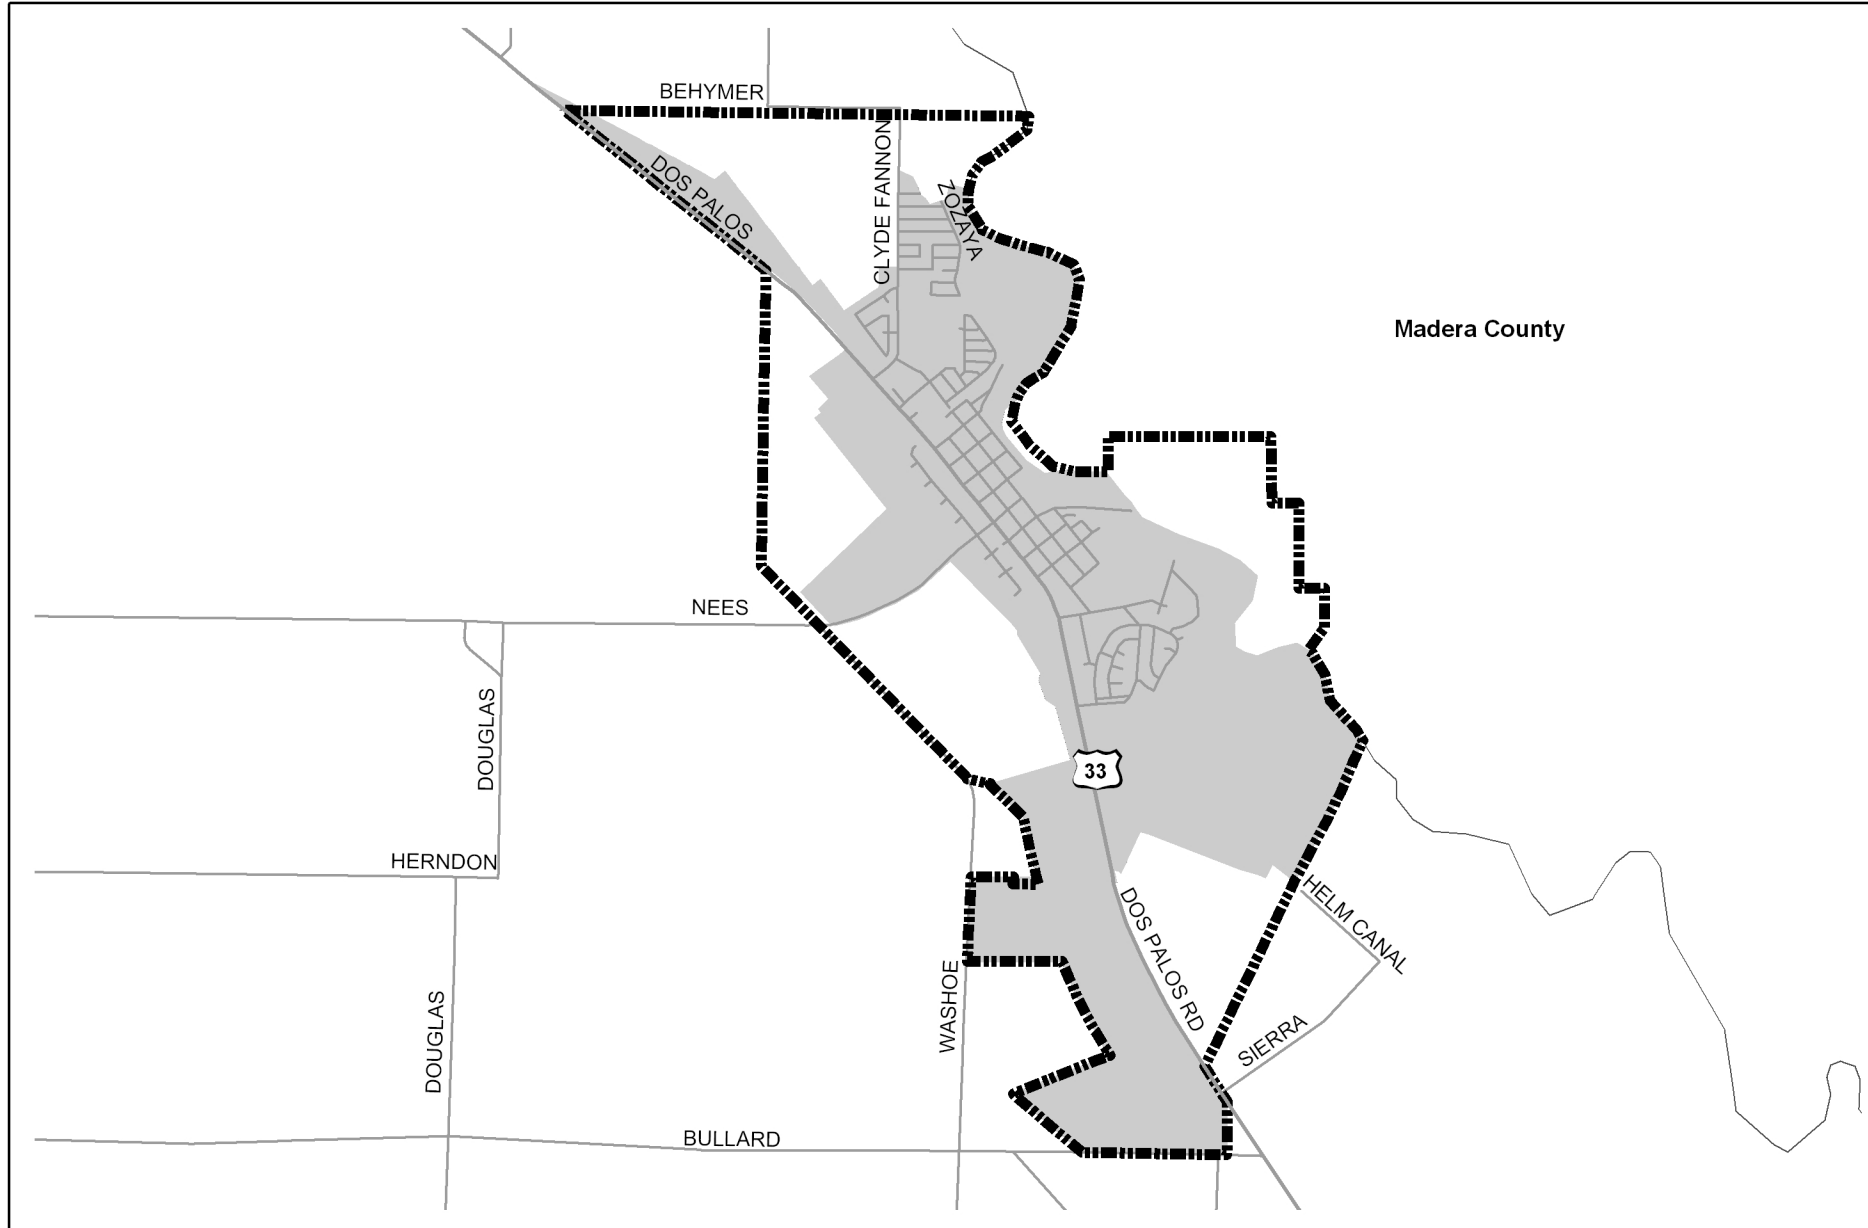 BEHYMER
DOS PALOS
CLYDE FANNON
ZOZAYA
Madera County
NEES
DOUGLAS
33
HERNDON
HELM CANAL
DOS PALOS RD
WASHOE
DOUGLAS
SIERRA
BULLARD